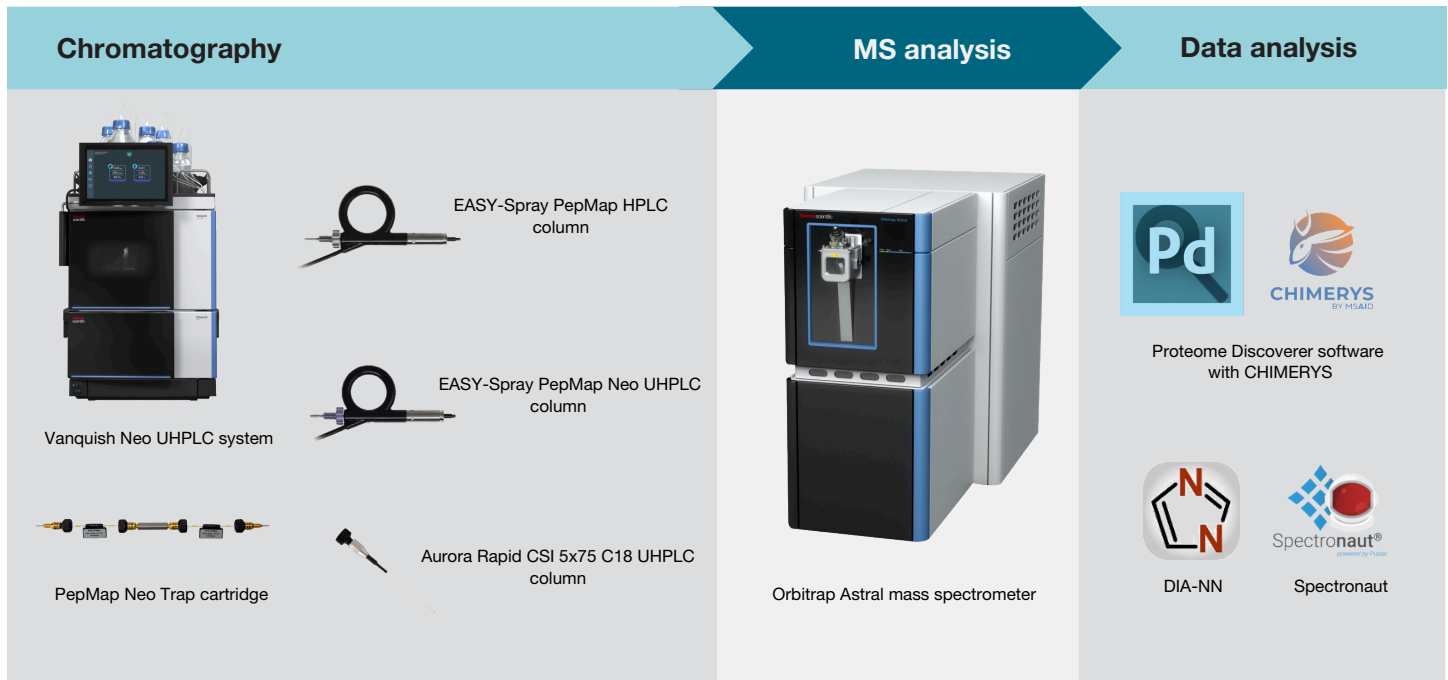 Chromatography
MS analysis
Data analysis
EASY-Spray PepMap HPLC
column
EASY-Spray PepMap Neo UHPLC
column
Vanquish Neo UHPLC system
Aurora Rapid CSI 5x75 C18 UHPLC
column
PepMap Neo Trap cartridge
Orbitrap Astral
Orbitrap Astral mass spectrometer
Pd
CHIMERYS
BY MSAID
Proteome Discoverer software
with CHIMERYS
N
N
Spectronaut®
powered by Pulsar
DIA-NN
Spectronaut